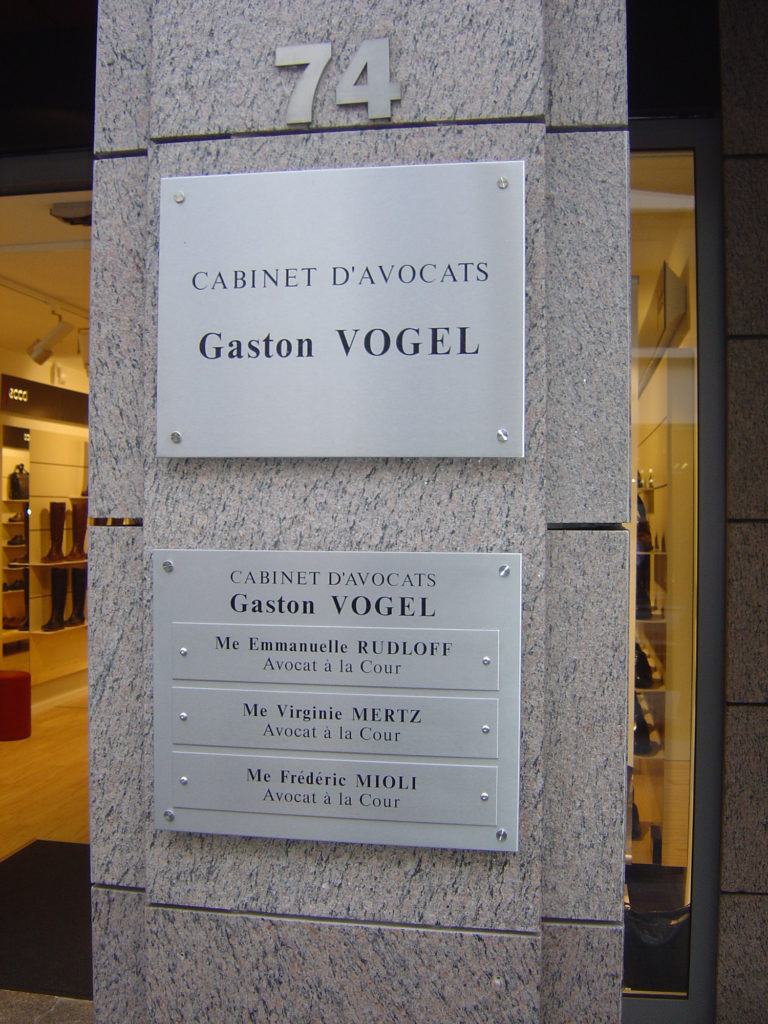 74
CABINET D'AVOCATS
Gaston VOGEL
ecco
CABINET D'AVOCATS
Gaston VOGEL
Me Emmanuelle RUDLOFF
Avocat à la Cour
Me Virginie MERTZ
Avocat à la Cour
Me Frédéric MIOLI
Avocat à la Cour